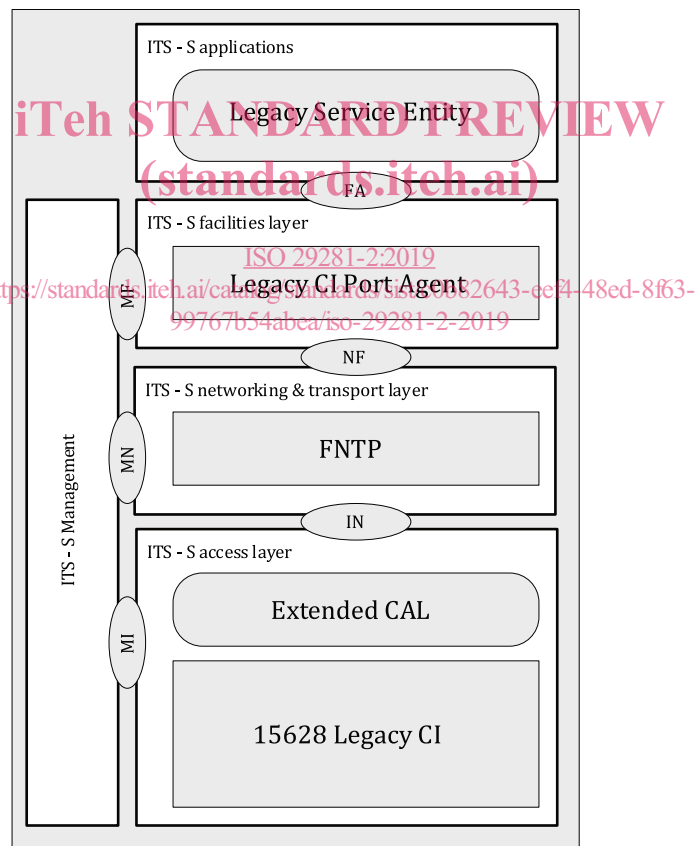 ITS - S applications
Legacy Service Entity
iTeh STANDARD PREVIEW
(standards.iteh.ai)
FA
ITS - S facilities layer
ISO 29281-2:2019
Legacy CI Port Agent
MF
99767b54abea/iso-29281-2-2019
NF
ITS - S networking & transport layer
FNTP
MN
ITS - S Management
IN
ITS - S access layer
Extended CAL
MI
15628 Legacy CI